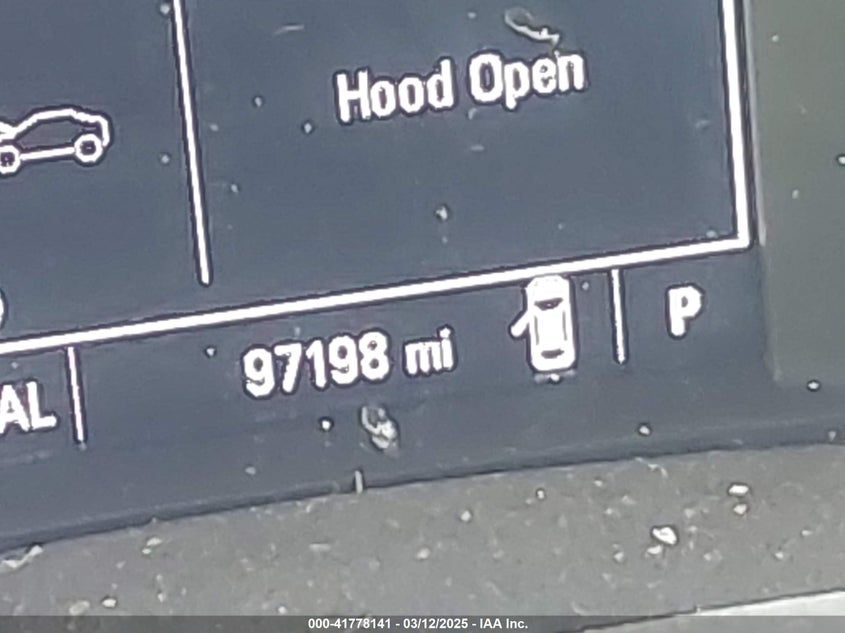 Hood Open
97198 mi
P
AL
000-41778141 - 03/12/2025 - IAA Inc.